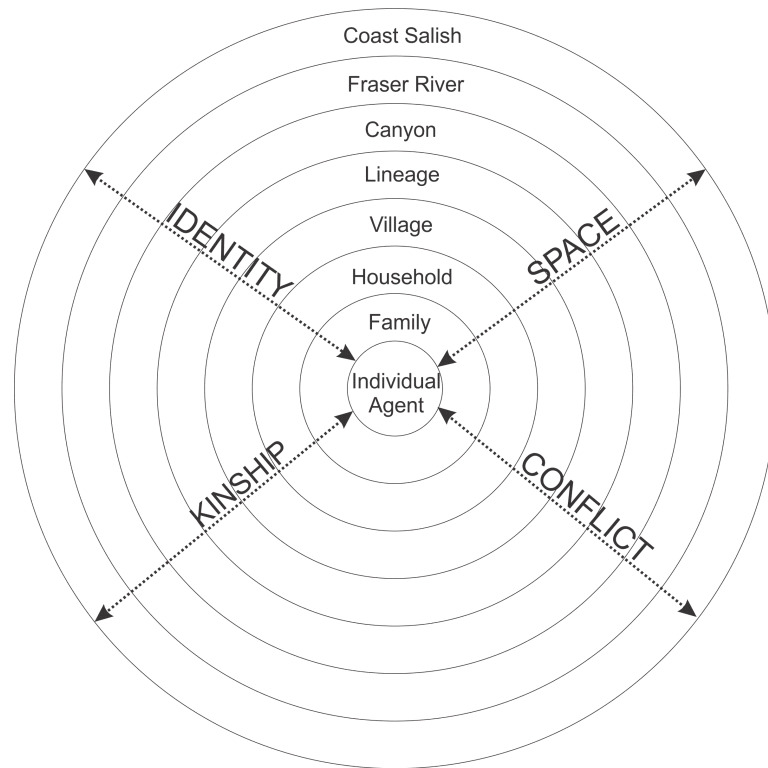 Coast Salish
Fraser River
Canyon
Lineage
Village
Household
Family
Individual
Agent
IDENTITY
SPACE
KINSHIP
CONFLICT